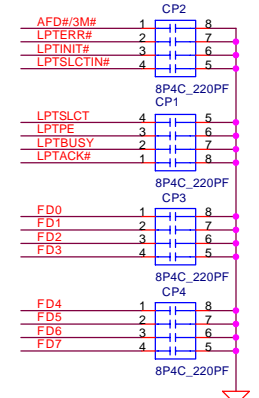 CP2
AFD#/3M# 1 8
LPTERR# 2 7
LPTINIT# 3 6
LPTSLCTIN# 4 5
8P4C_220PF
CP1
LPTSLCT 4 5
LPTPE 3 6
LPTBUSY 2 7
LPTACK# 1 8
8P4C_220PF
CP3
FD0 1 8
FD1 2 7
FD2 3 6
FD3 4 5
8P4C_220PF
CP4
FD4 1 8
FD5 2 7
FD6 3 6
FD7 4 5
8P4C_220PF